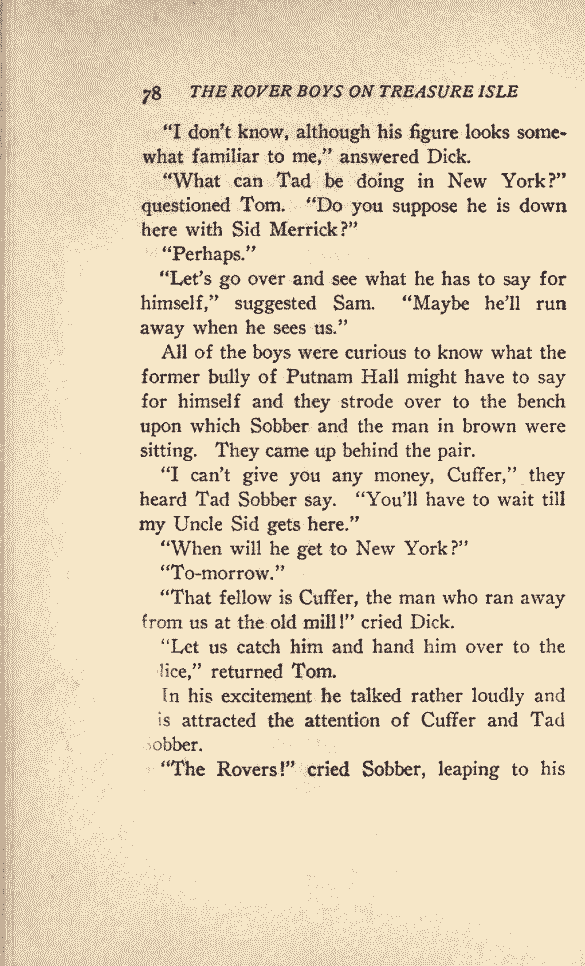 78 THE ROVER BOYS ON TREASURE ISLE
“I don’t know, although his figure looks some-
what familiar to me,” answered Dick.
“What can Tad be doing in New York?”
questioned Tom. “Do you suppose he is down
here with Sid Merrick?”
“Perhaps.”
“Let’s go over and see what he has to say for
himself,” suggested Sam. “Maybe he’ll run
away when he sees us.”
All of the boys were curious to know what the
former bully of Putnam Hall might have to say
for himself and they strode over to the bench
upon which Sobber and the man in brown were
sitting. They came up behind the pair.
“I can’t give you any money, Cuffer,” they
heard Tad Sobber say. “You’ll have to wait till
my Uncle Sid gets here.”
“When will he get to New York?”
“To-morrow.”
“That fellow is Cuffer, the man who ran away
from us at the old mill!” cried Dick.
“Let us catch him and hand him over to the
lice,” returned Tom.
In his excitement he talked rather loudly and
is attracted the attention of Cuffer and Tad
obber.
“The Rovers!” cried Sobber, leaping to his